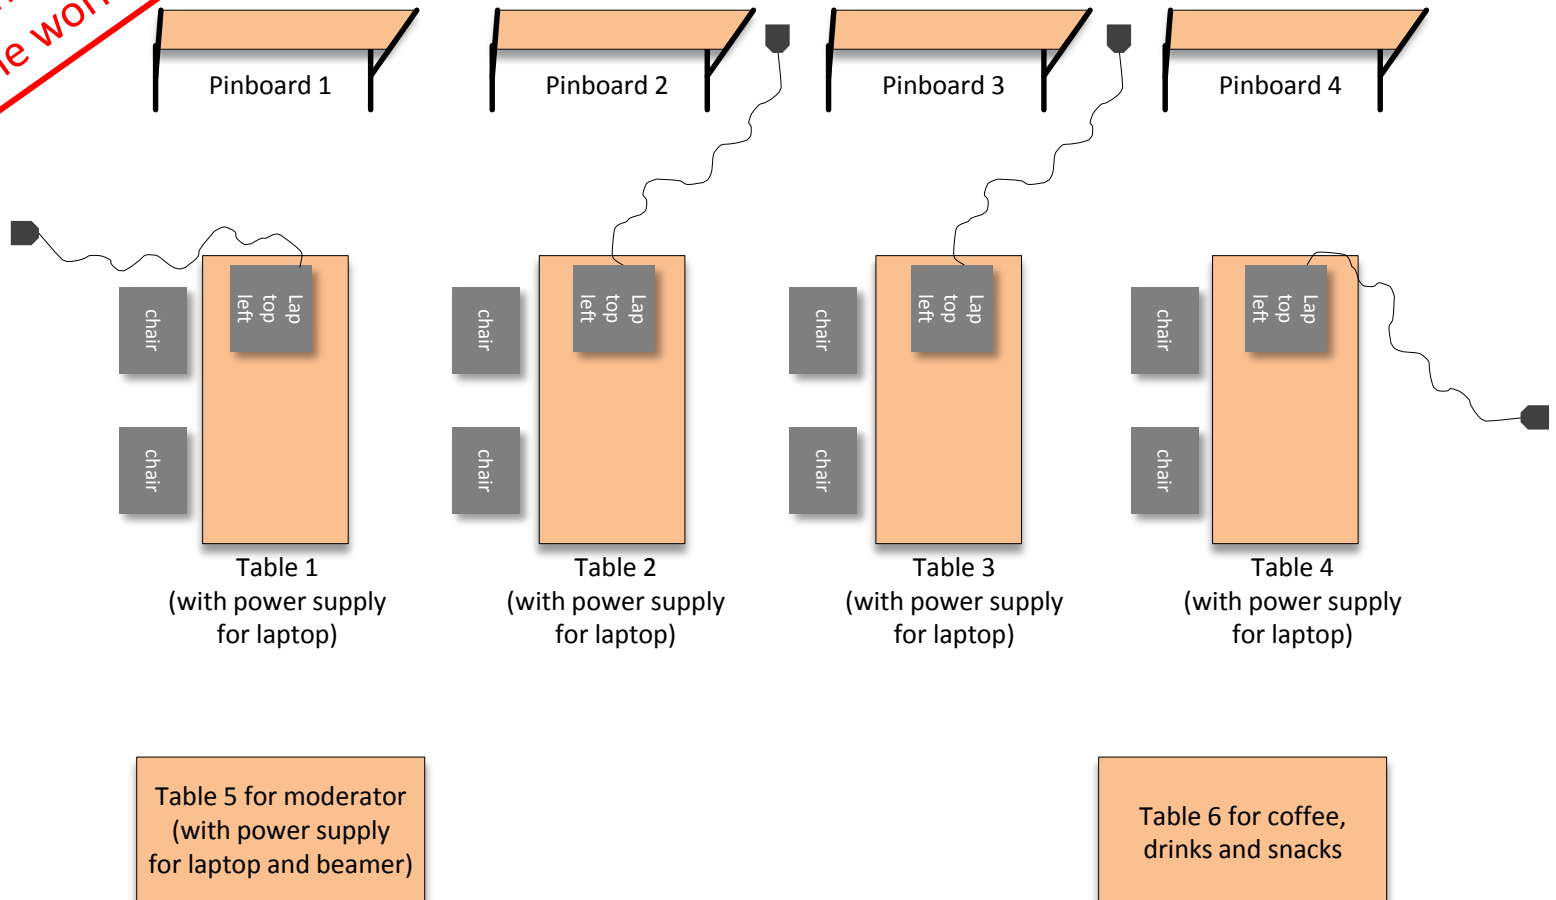 e wor
Pinboard 1
Pinboard 2
Pinboard 3
Pinboard 4
Lap
top
left
Lap
top
left
Lap
top
left
Lap
top
left
chair
chair
chair
chair
chair
chair
chair
chair
Table 1
(with power supply
for laptop)
Table 2
(with power supply
for laptop)
Table 3
(with power supply
for laptop)
Table 4
(with power supply
for laptop)
Table 5 for moderator
(with power supply
for laptop and beamer)
Table 6 for coffee,
drinks and snacks